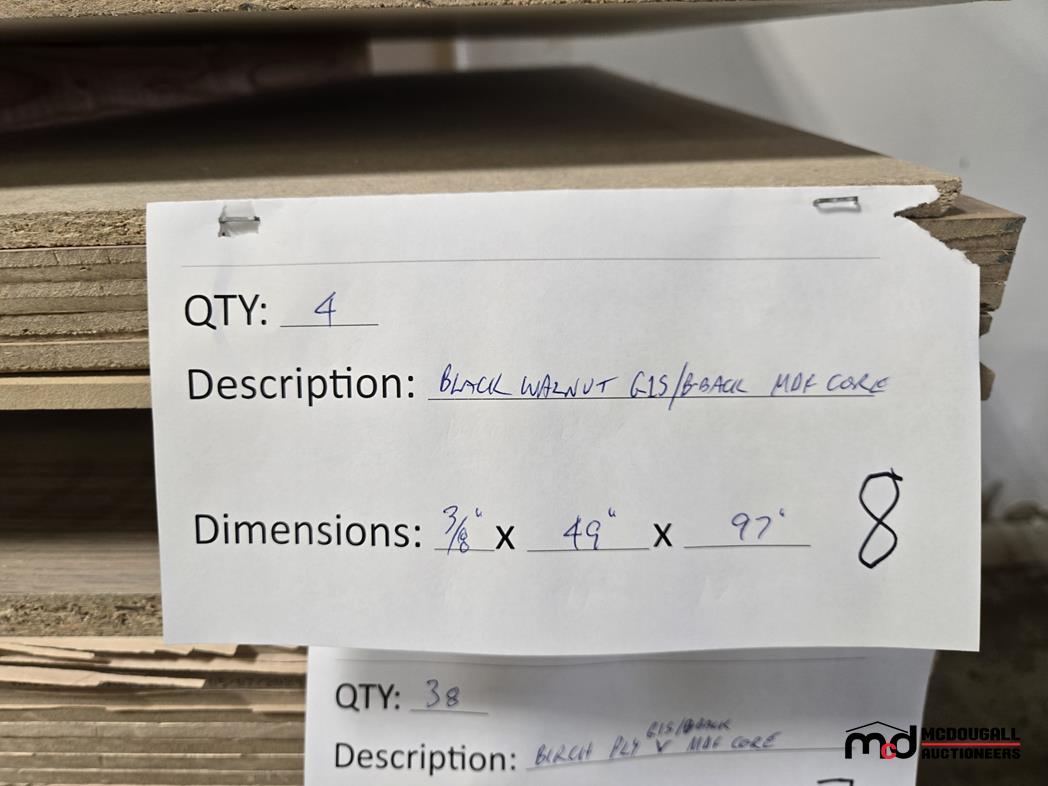 QTY: 4
Description: BLACK WALNUT G1S/B-BACK MDF CORE
Dimensions: 3/8" x 49" x 97"
8
QTY: 38
G1S/B-BACK
Description: BIRCH PLY V MDF CORE
mcd MCDOUGALL
AUCTIONEERS